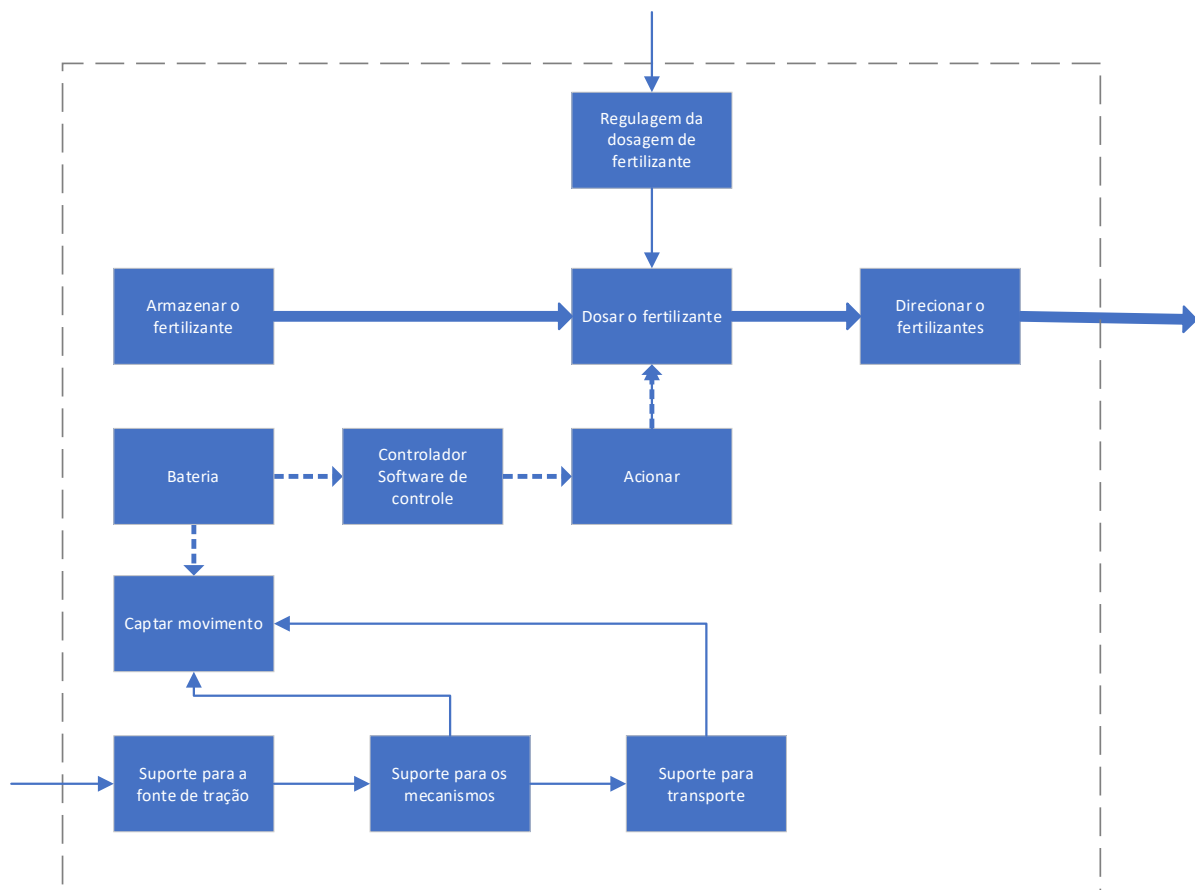 Regulagem da
dosagem de
fertilizante
Armazenar o
fertilizante
Dosar o fertilizante
Direcionar o
fertilizantes
Bateria
Controlador
Software de
controle
Acionar
Captar movimento
Suporte para a
fonte de tração
Suporte para os
mecanismos
Suporte para
transporte